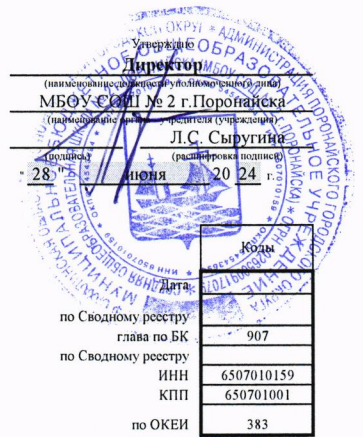 Утверждаю
Директор
(наименование должности уполномоченного лица)
МБОУ СОШ № 2 г.Поронайска
(наименование органа - учредителя (учреждения)
Л.С. Сыругина
(подпись) (расшифровка подписи)
" 28 " июня 20 24 г.
Коды
Дата
по Сводному реестру
глава по БК 907
по Сводному реестру
ИНН 6507010159
КПП 650701001
по ОКЕИ 383